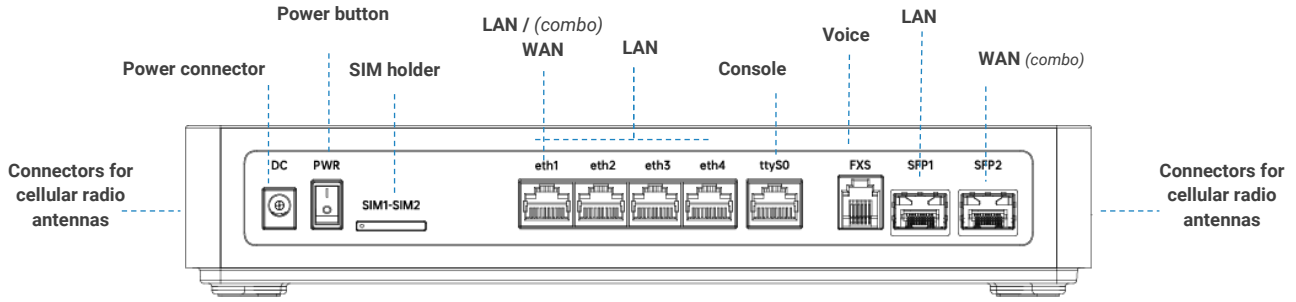 Power button
LAN
LAN / (combo)
WAN
LAN
Voice
WAN (combo)
Power connector
SIM holder
Console
DC
PWR
SIM1-SIM2
eth1
eth2
eth3
eth4
ttyS0
FXS
SFP1
SFP2
Connectors for
cellular radio
antennas
Connectors for
cellular radio
antennas